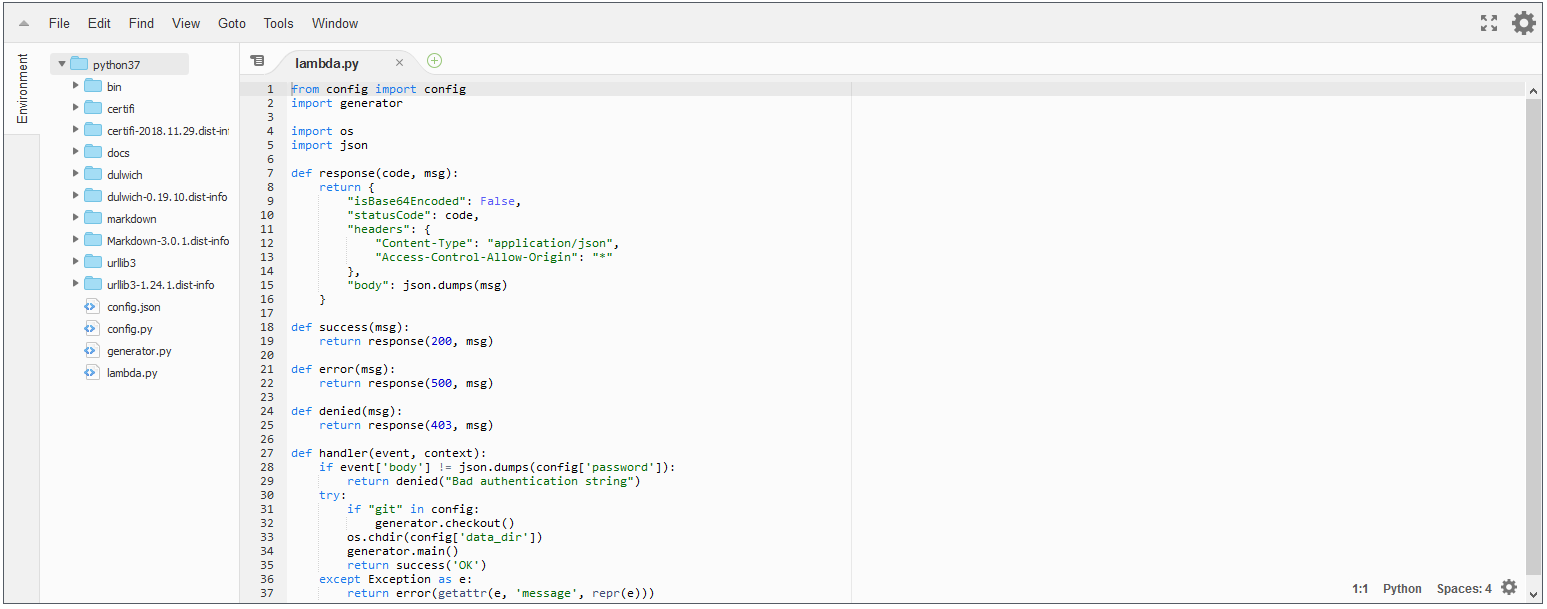 File Edit Find View Goto Tools Window
Environment
python37
bin
certifi
certifi-2018.11.29.dist-in
docs
dulwich
dulwich-0.19.10.dist-info
markdown
Markdown-3.0.1.dist-info
urllib3
urllib3-1.24.1.dist-info
config.json
config.py
generator.py
lambda.py
lambda.py
1 from config import config
2 import generator
3
4 import os
5 import json
6
7 def response(code, msg):
8     return {
9         "isBase64Encoded": False,
10         "statusCode": code,
11         "headers": {
12             "Content-Type": "application/json",
13             "Access-Control-Allow-Origin": "*"
14         },
15         "body": json.dumps(msg)
16     }
17
18 def success(msg):
19     return response(200, msg)
20
21 def error(msg):
22     return response(500, msg)
23
24 def denied(msg):
25     return response(403, msg)
26
27 def handler(event, context):
28     if event['body'] != json.dumps(config['password']):
29         return denied("Bad authentication string")
30     try:
31         if "git" in config:
32             generator.checkout()
33         os.chdir(config['data_dir'])
34         generator.main()
35         return success('OK')
36     except Exception as e:
37         return error(getattr(e, 'message', repr(e)))
1:1 Python Spaces: 4